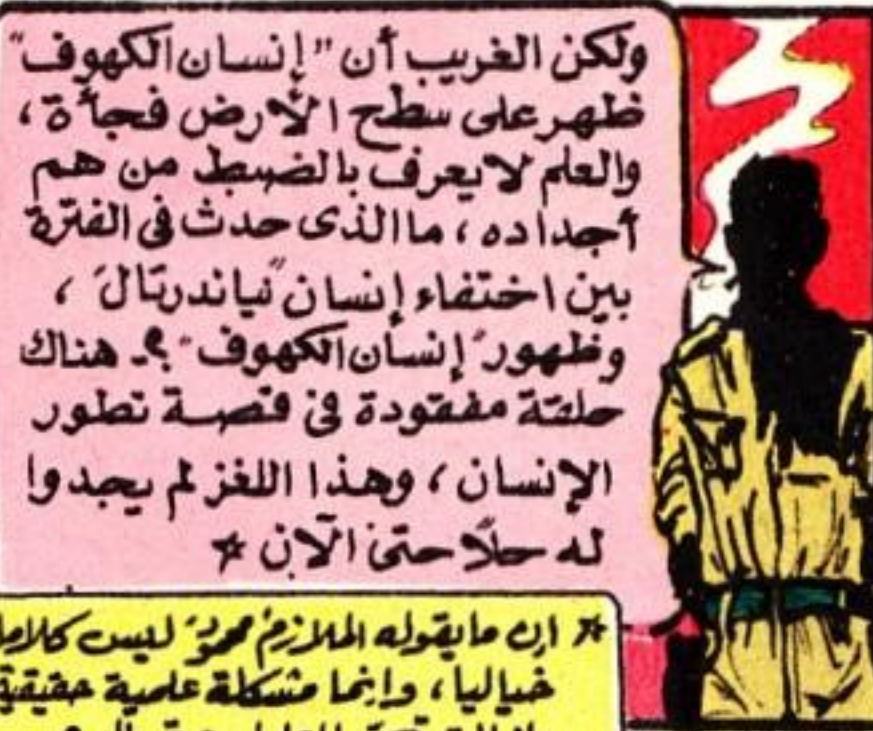 ولكن الغريب أن "إنسان الكهوف"
ظهر على سطح الأرض فجأة ،
والعلم لا يعرف بالضبط من هم
أجداده ، ما الذى حدث فى الفترة
بين اختفاء إنسان "نياندرتال" ،
وظهور "إنسان الكهوف" ؟ـ هناك
حلقة مفقودة فى قصة تطور
الإنسان ، وهذا اللغز لم يجدوا
له حلًا حتى الآن *
* إن ما يقوله الملازم "محمود" ليس كلاما
خياليا ، وإنما مشكلة علمية حقيقية